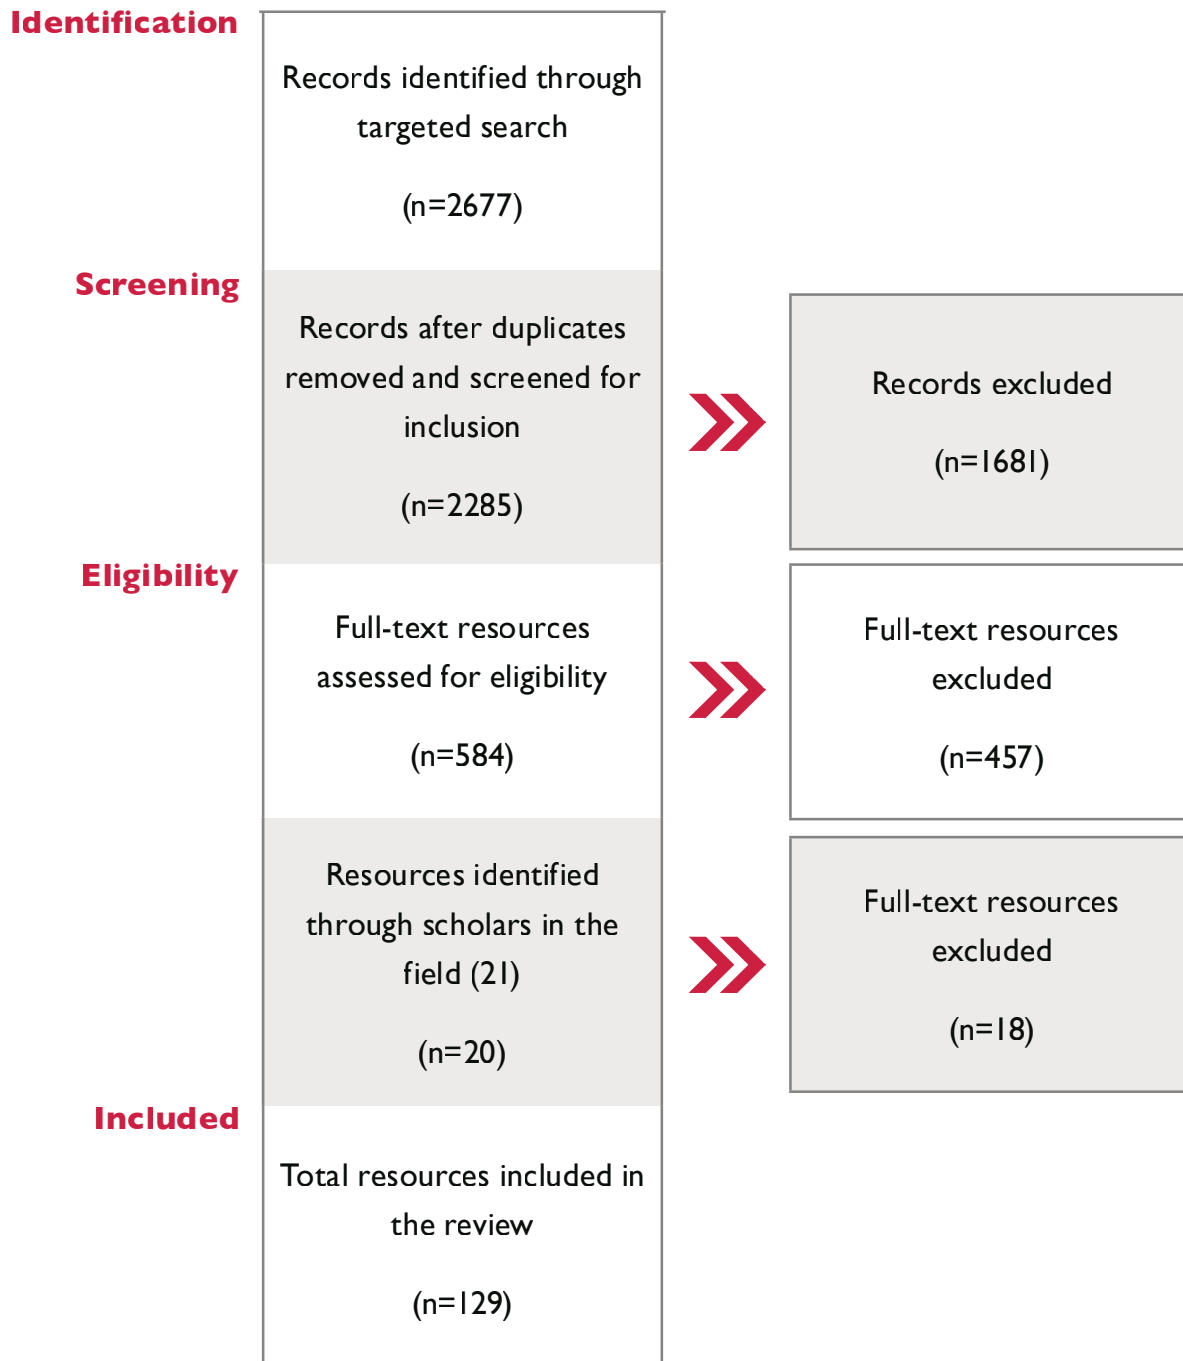 Identification
Records identified through
targeted search
(n=2677)
Screening
Records after duplicates
removed and screened for
inclusion
(n=2285)
Records excluded
(n=1681)
Eligibility
Full-text resources
assessed for eligibility
(n=584)
Full-text resources
excluded
(n=457)
Resources identified
through scholars in the
field (21)
(n=20)
Full-text resources
excluded
(n=18)
Included
Total resources included in
the review
(n=129)